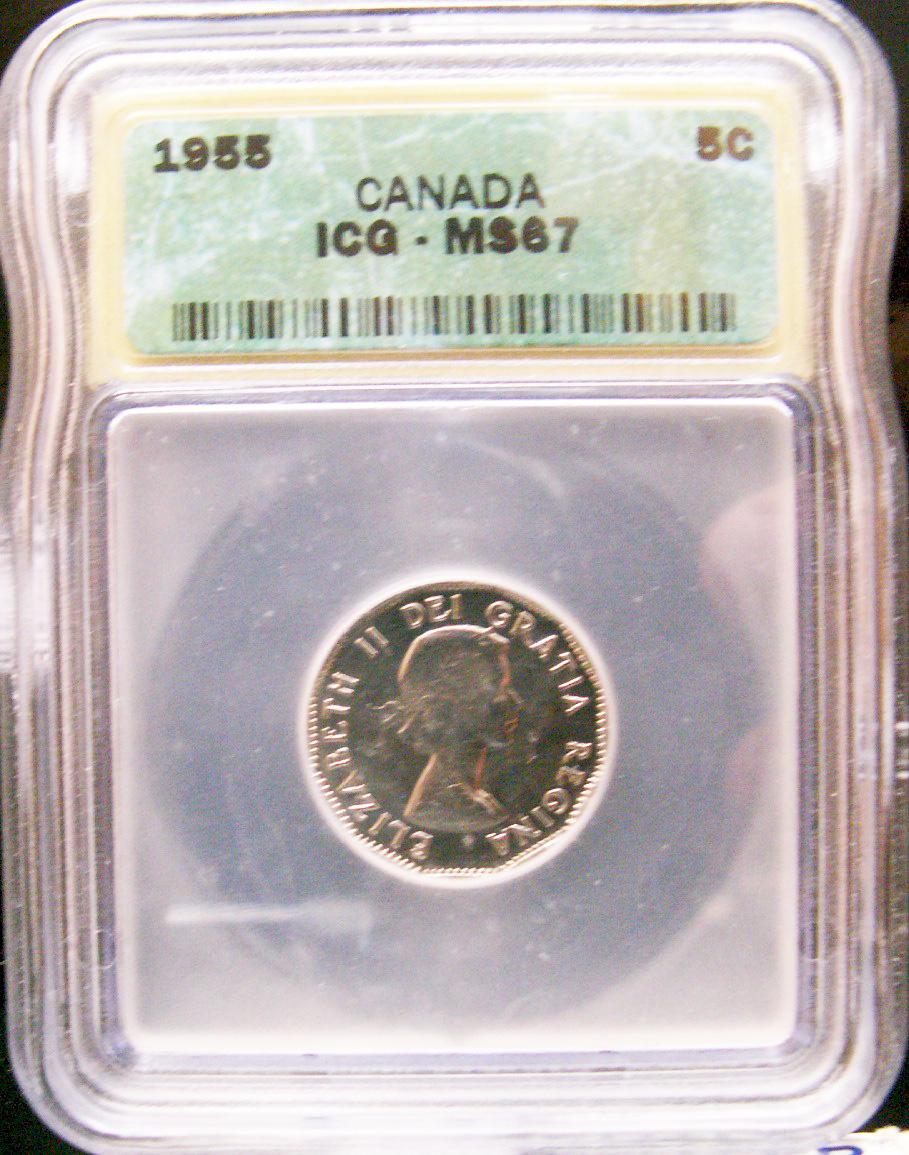 1955 5C
CANADA
ICG - MS67
ELIZABETH II DEI GRATIA REGINA